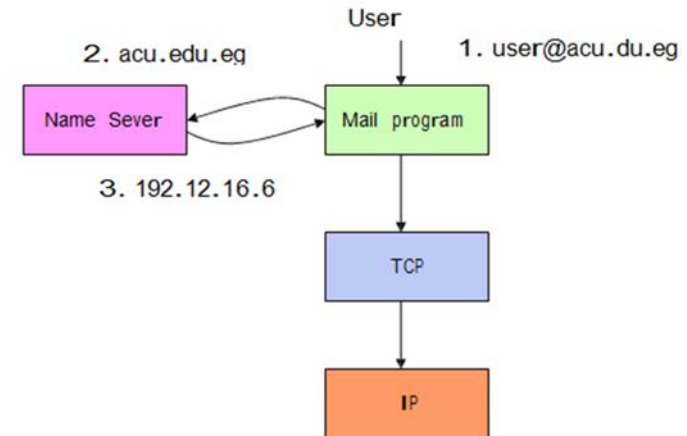 User
1. user@acu.du.eg
2. acu.edu.eg
Name Sever
Mail program
3. 192.12.16.6
TCP
IP